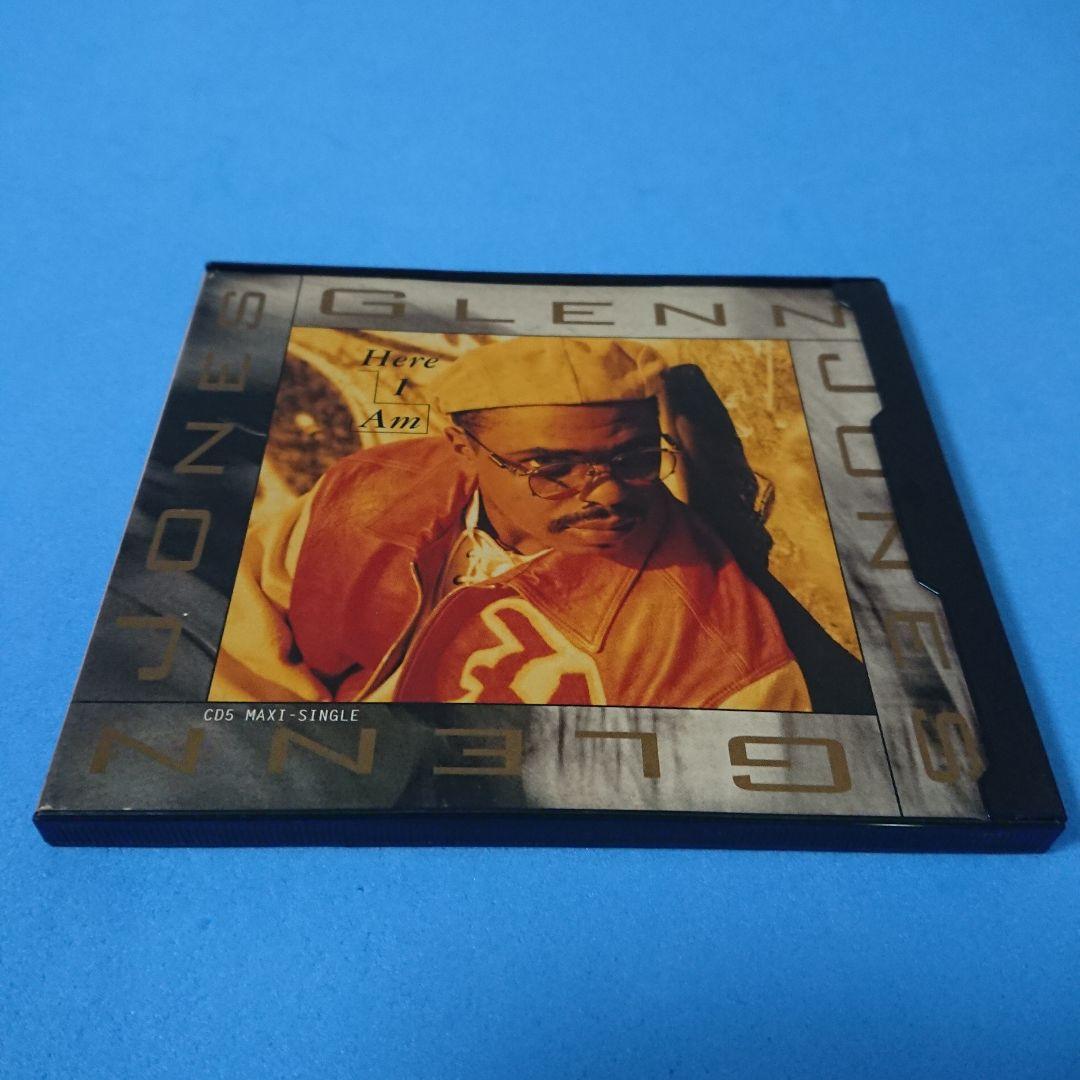 GLENN
JONES
Here
I
Am
JONES
CD5 MAXI-SINGLE
GLENN